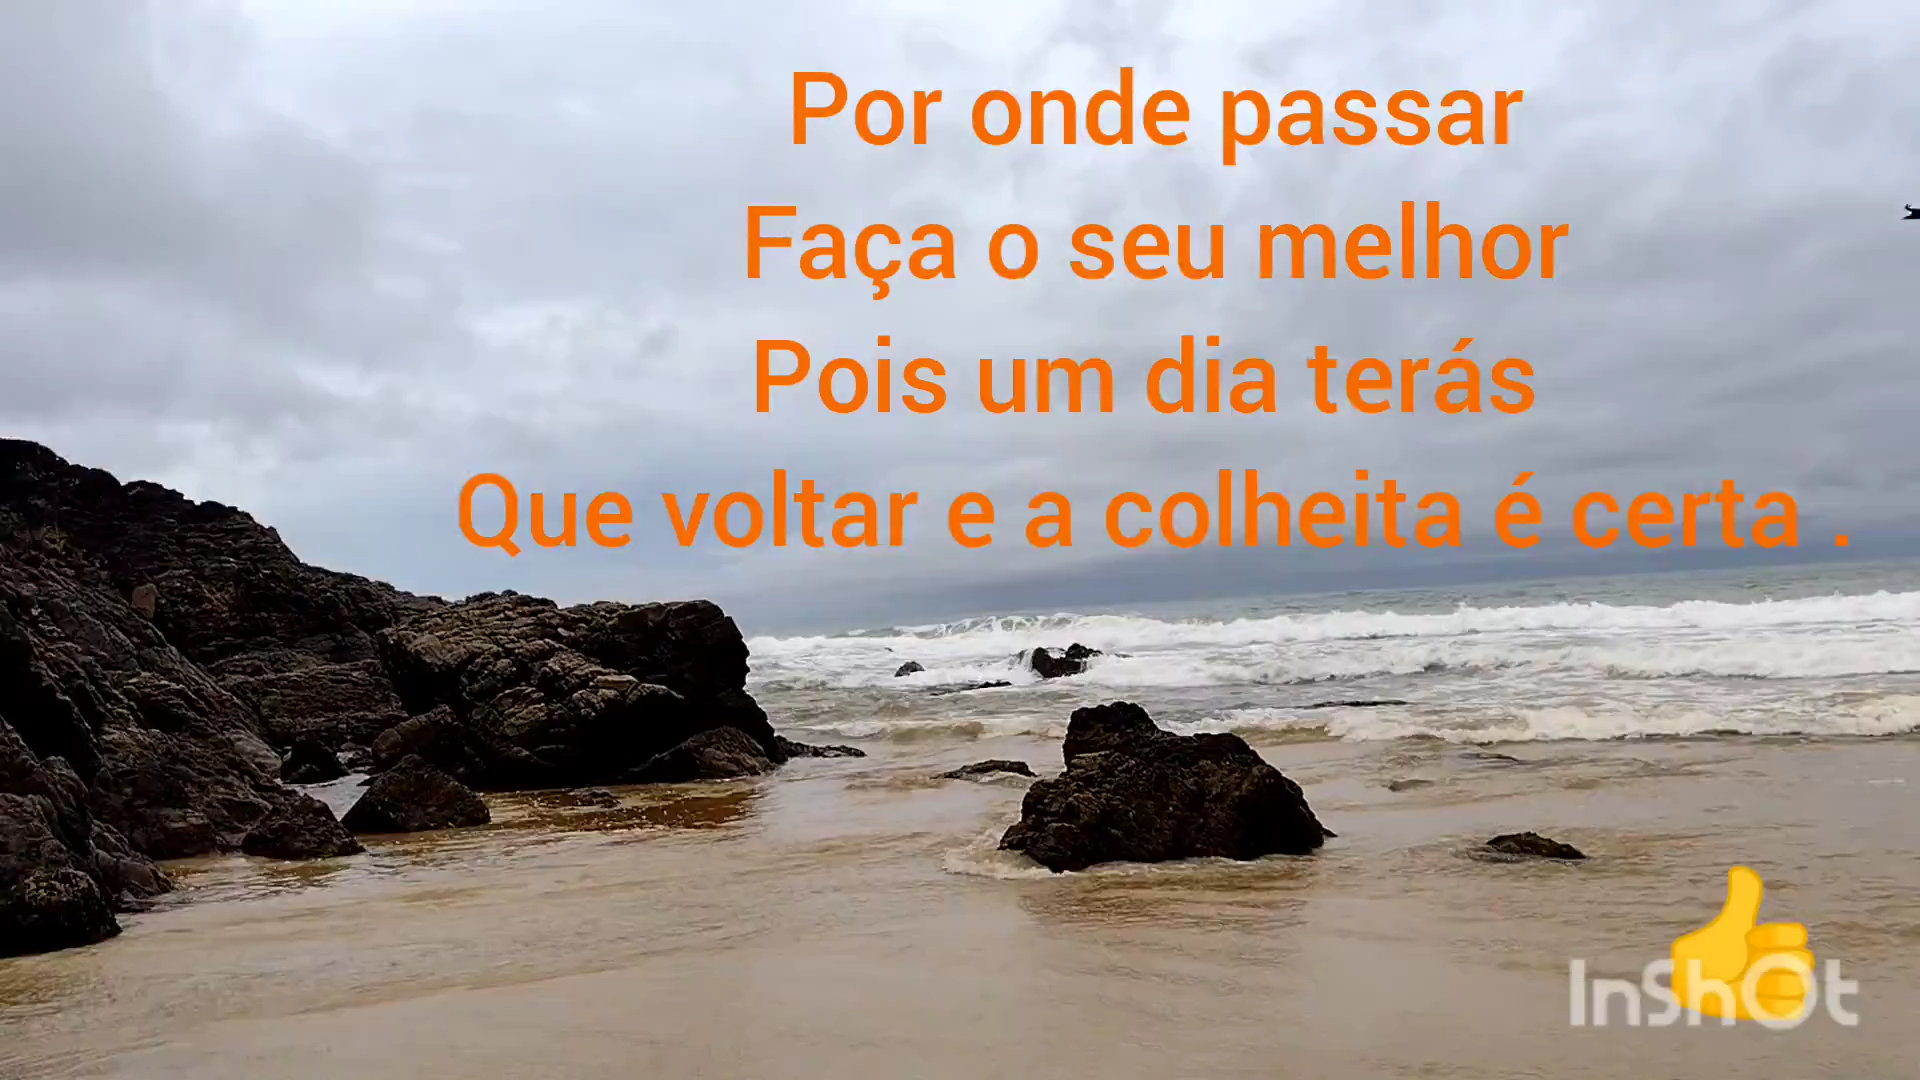 Por onde passar
Faça o seu melhor
Pois um dia terás
Que voltar e a colheita é certa .
InShOt